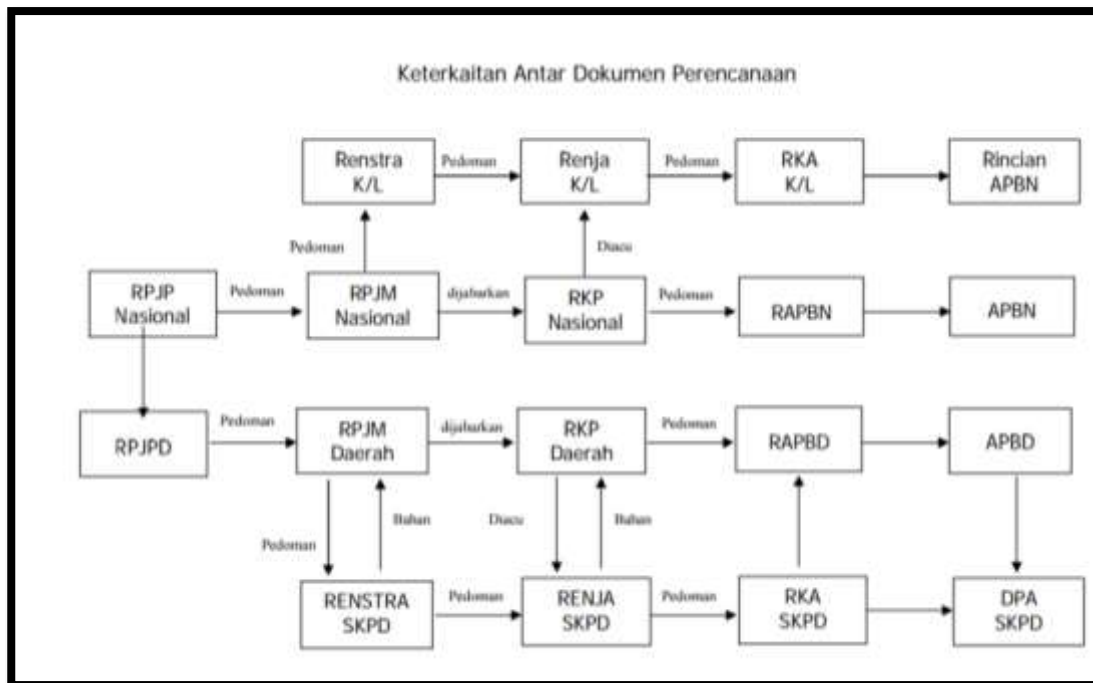 Keterkaitan Antar Dokumen Perencanaan
Renstra
K/L
Pedoman
Renja
K/L
Pedoman
RKA
K/L
Rincian
APBN
Pedoman
Diacu
RPJP
Nasional
Pedoman
RPJM
Nasional
dijabarkan
RKP
Nasional
Pedoman
RAPBN
APBN
RPJPD
Pedoman
RPJM
Daerah
dijabarkan
RKP
Daerah
Pedoman
RAPBD
APBD
Pedoman
Bahan
Diacu
Bahan
RENSTRA
SKPD
Pedoman
RENJA
SKPD
Pedoman
RKA
SKPD
DPA
SKPD